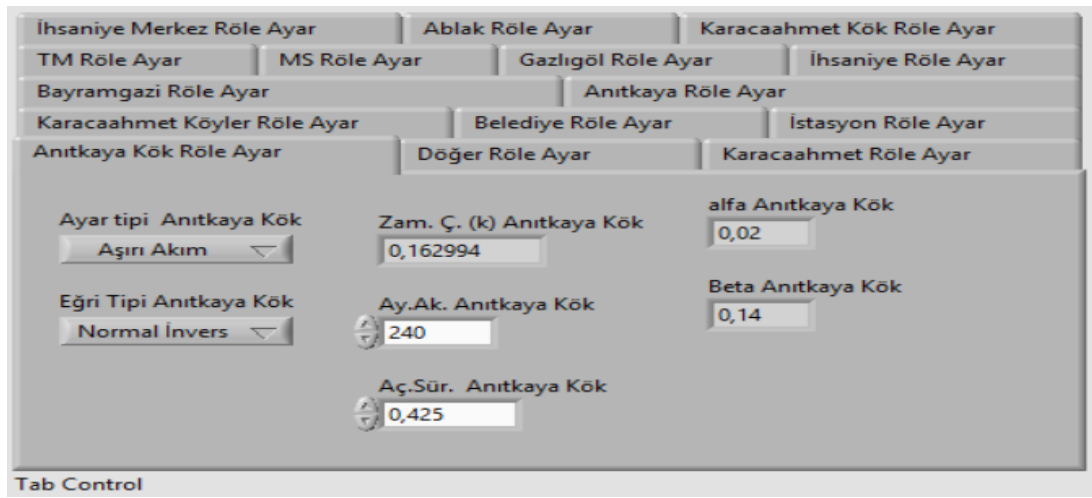 İhsaniye Merkez Röle Ayar Ablak Röle Ayar Karacaahmet Kök Röle Ayar
TM Röle Ayar MS Röle Ayar Gazlıgöl Röle Ayar İhsaniye Röle Ayar
Bayramgazi Röle Ayar Anıtkaya Röle Ayar
Karacaahmet Köyler Röle Ayar Belediye Röle Ayar İstasyon Röle Ayar
Anıtkaya Kök Röle Ayar Döğer Röle Ayar Karacaahmet Röle Ayar
Ayar tipi Anıtkaya Kök
Aşırı Akım
Eğri Tipi Anıtkaya Kök
Normal İnvers
Zam. Ç. (k) Anıtkaya Kök
0,162994
Ay.Ak. Anıtkaya Kök
240
Aç.Sür. Anıtkaya Kök
0,425
alfa Anıtkaya Kök
0,02
Beta Anıtkaya Kök
0,14
Tab Control